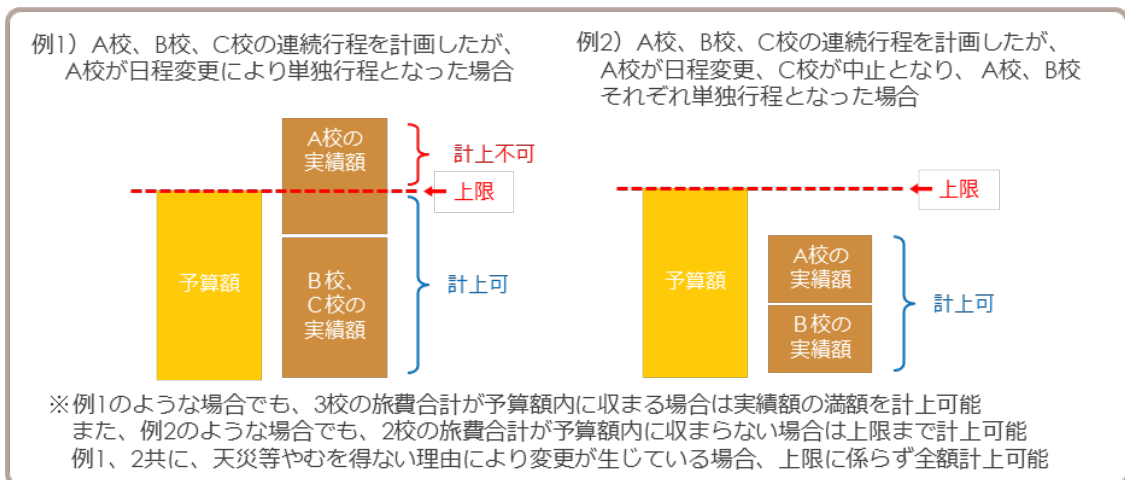 例1）A校、B校、C校の連続行程を計画したが、
A校が日程変更により単独行程となった場合
A校の
実績額
計上不可
上限
予算額
B校、
C校の
実績額
計上可
例2）A校、B校、C校の連続行程を計画したが、
A校が日程変更、C校が中止となり、 A校、B校
それぞれ単独行程となった場合
上限
予算額
A校の
実績額
B校の
実績額
計上可
※例1のような場合でも、3校の旅費合計が予算額内に収まる場合は実績額の満額を計上可能
また、例2のような場合でも、2校の旅費合計が予算額内に収まらない場合は上限まで計上可能
例1、2共に、天災等やむを得ない理由により変更が生じている場合、上限に係らず全額計上可能